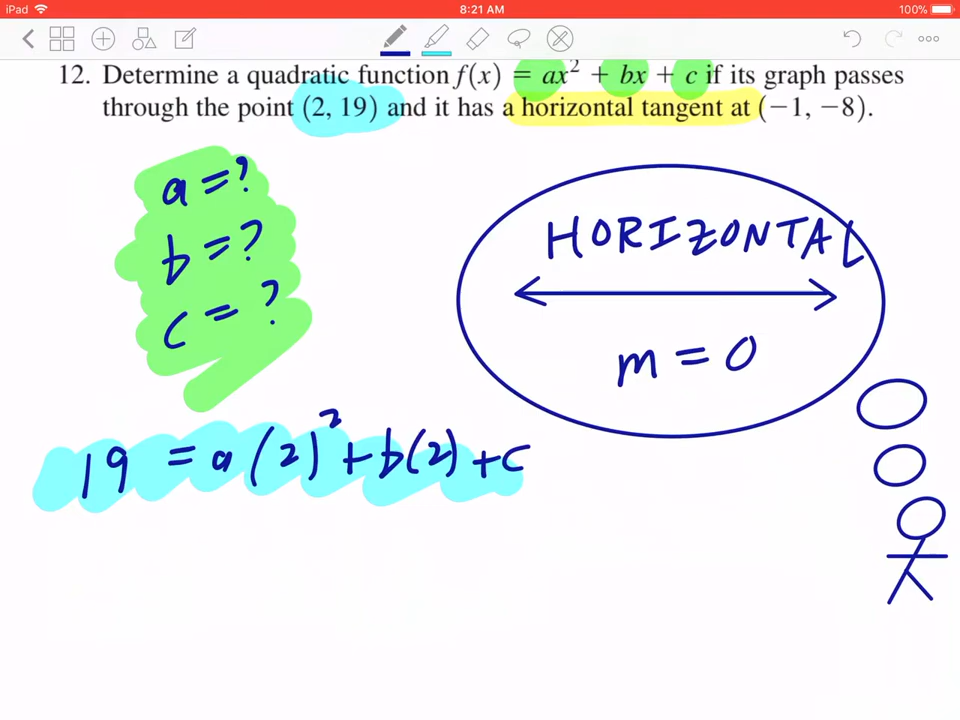 iPad 8:21 AM 100%
12. Determine a quadratic function f(x) = ax² + bx + c if its graph passes
through the point (2, 19) and it has a horizontal tangent at (−1, −8).
a = ?
b = ?
c = ?
HORIZONTAL
m = 0
19 = a(2)² + b(2) + c